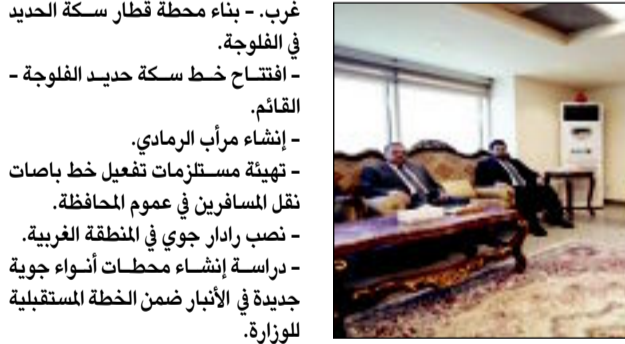 غرب. - بناء محطة قطار سكة الحديد
في الفلوجة.
- افتتاح خط سكة حديد الفلوجة -
القائم.
- إنشاء مرأب الرمادي.
- تهيئة مستلزمات تفعيل خط باصات
نقل المسافرين في عموم المحافظة.
- نصب رادار جوي في المنطقة الغربية.
- دراسة إنشاء محطات أنواء جوية
جديدة في الأنبار ضمن الخطة المستقبلية
للوزارة.